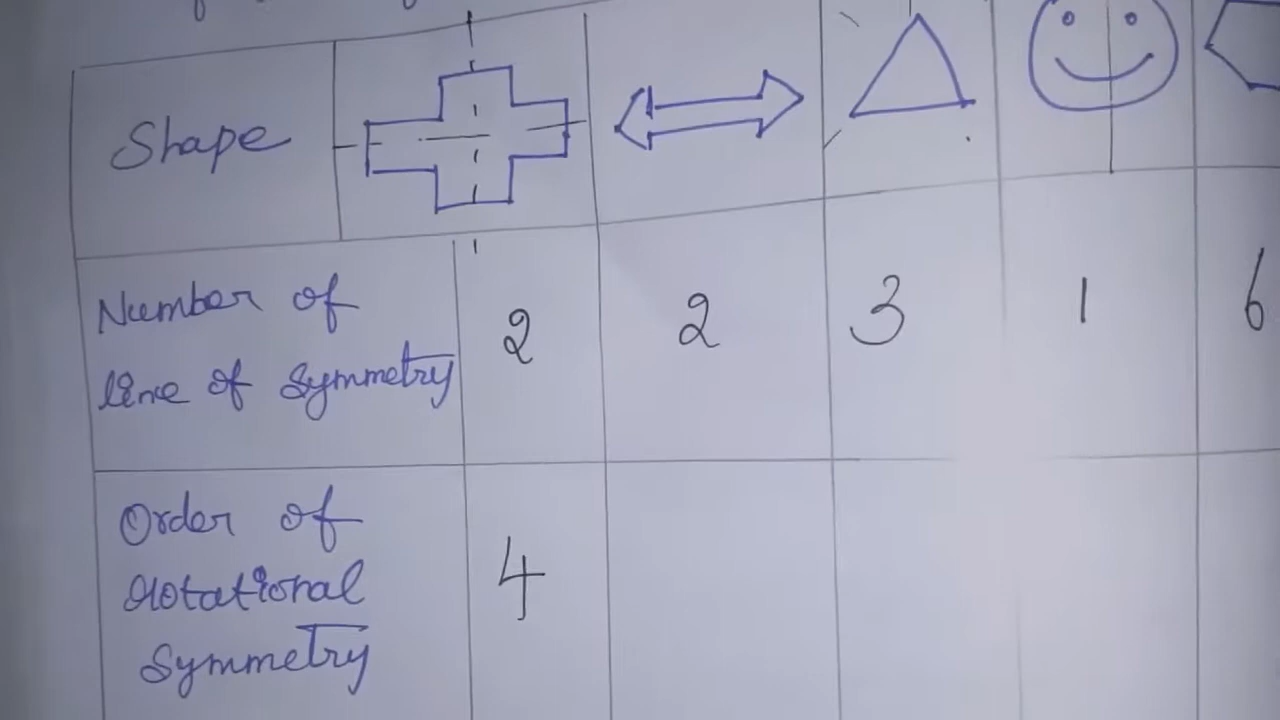 Shape
Number of
line of Symmetry
2
2
3
1
6
Order of
rotational
Symmetry
4